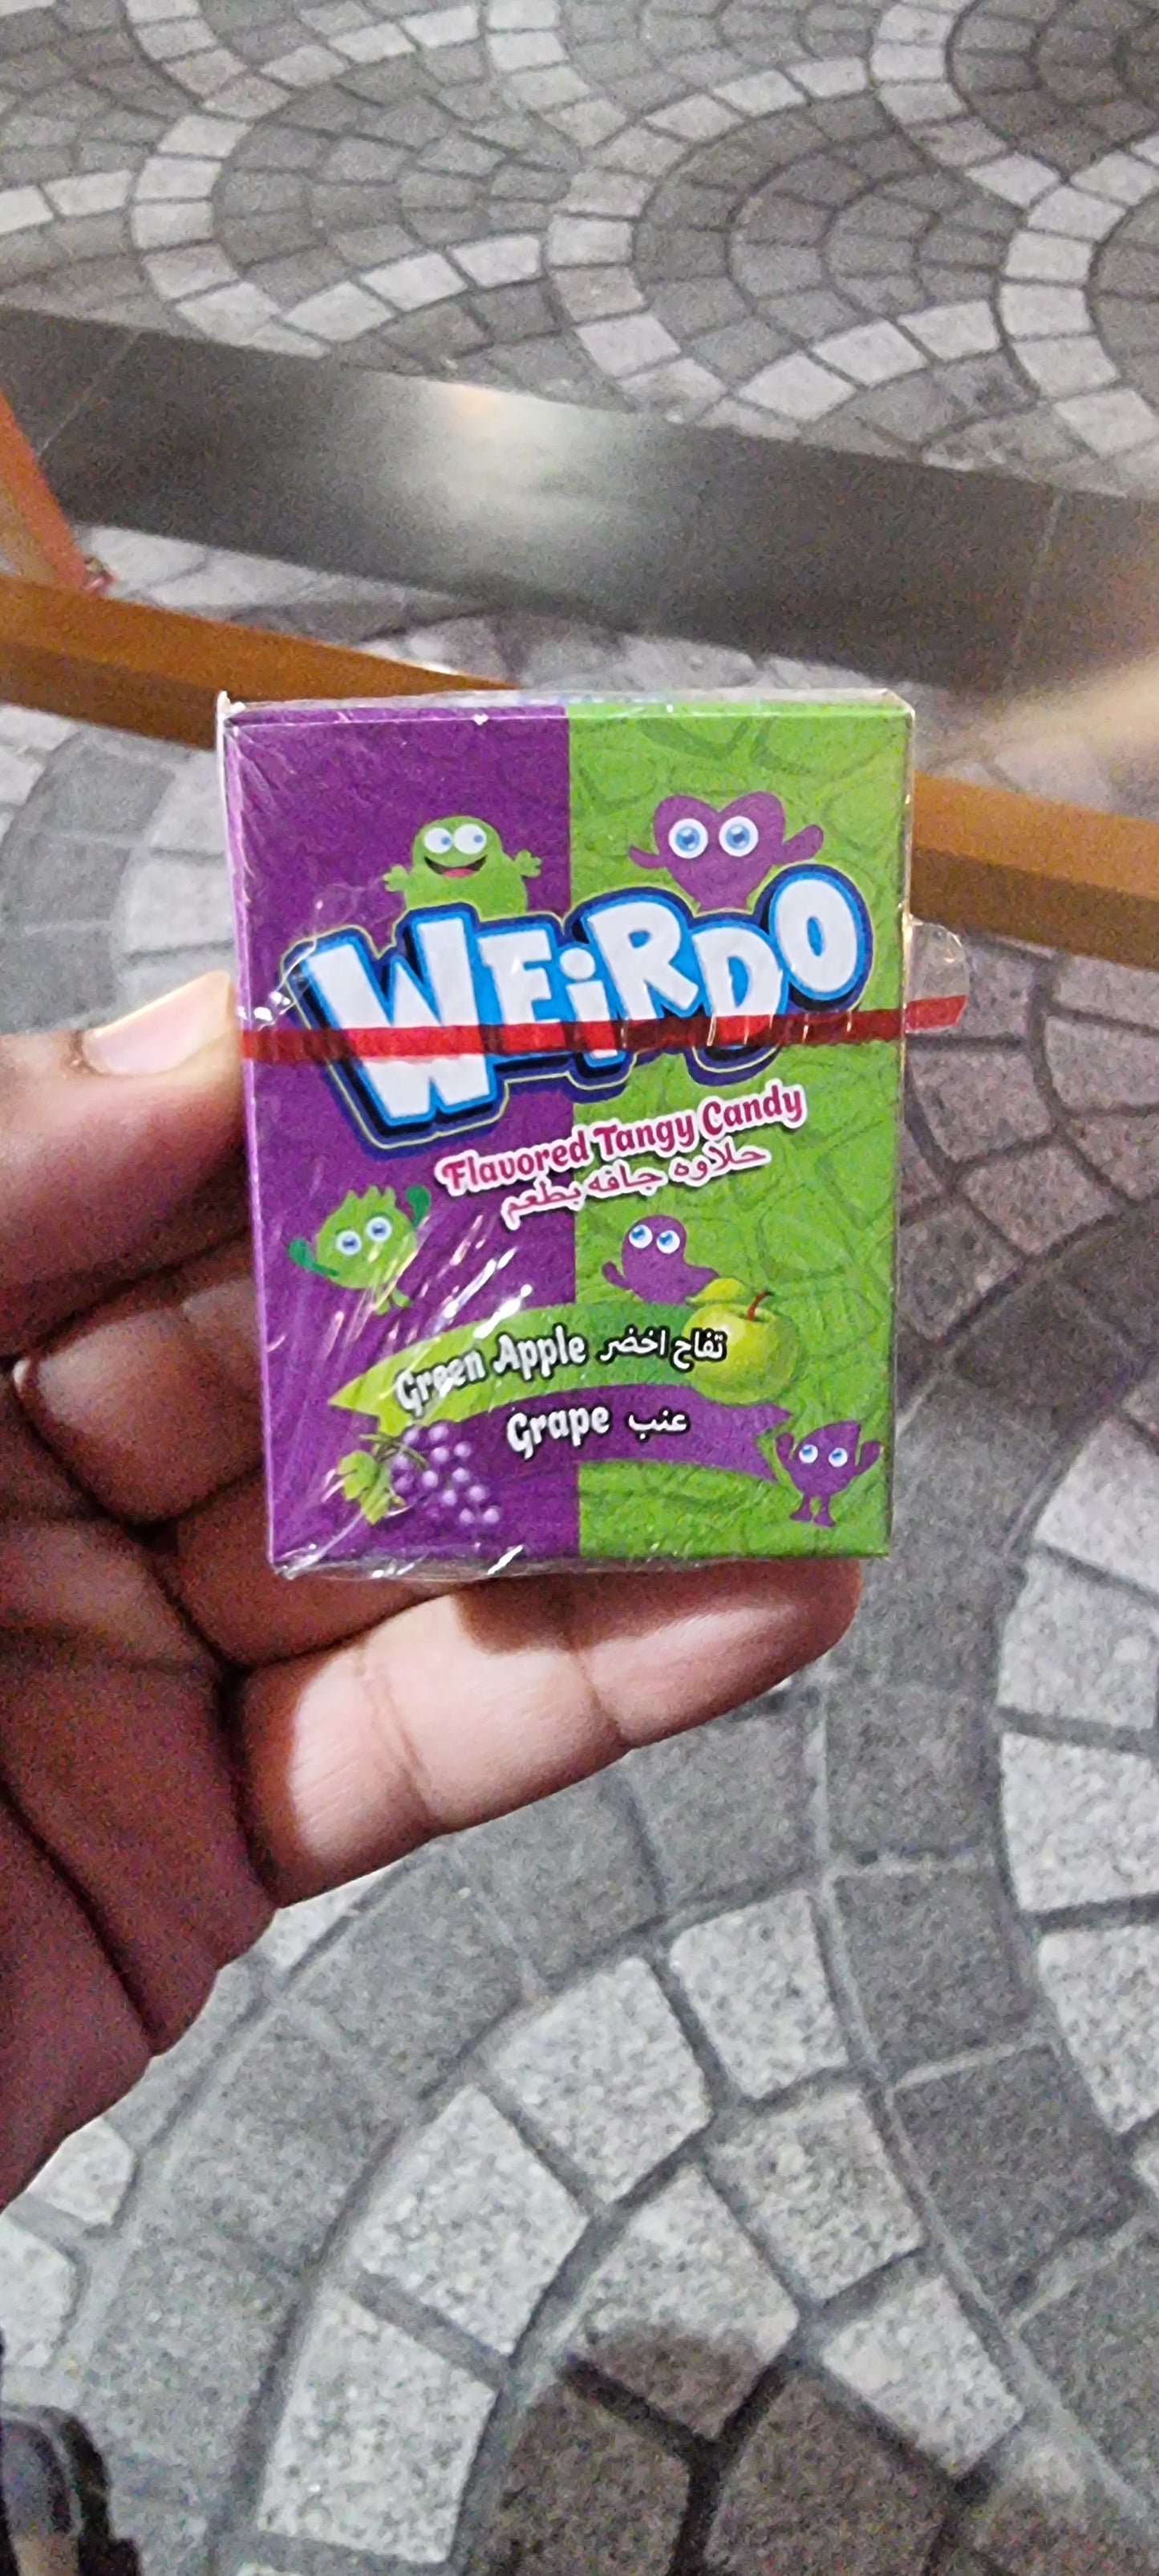 WEiRDO
Flavored Tangy Candy
حلاوه جافه بطعم
Green Apple تفاح اخضر
Grape عنب